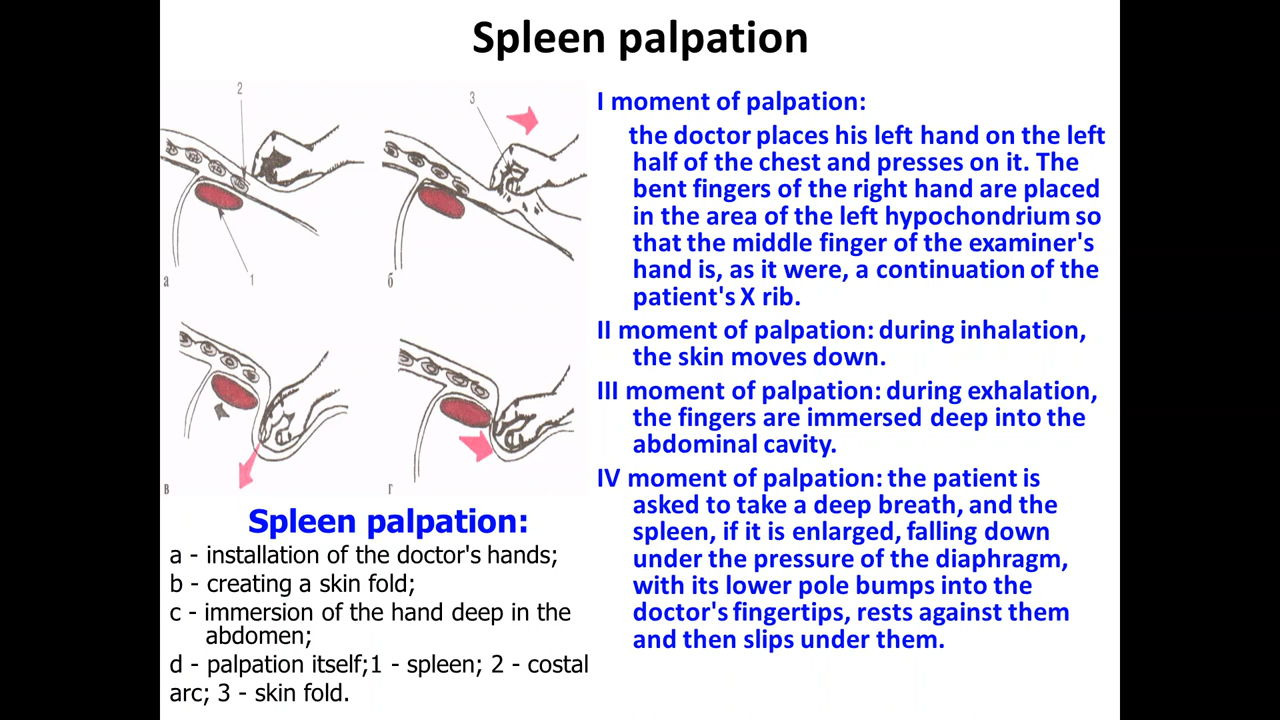 Spleen palpation
2
3
1
а
б
в
г
Spleen palpation:
a - installation of the doctor's hands;
b - creating a skin fold;
c - immersion of the hand deep in the
abdomen;
d - palpation itself;1 - spleen; 2 - costal
arc; 3 - skin fold.
I moment of palpation:
the doctor places his left hand on the left
half of the chest and presses on it. The
bent fingers of the right hand are placed
in the area of the left hypochondrium so
that the middle finger of the examiner's
hand is, as it were, a continuation of the
patient's X rib.
II moment of palpation: during inhalation,
the skin moves down.
III moment of palpation: during exhalation,
the fingers are immersed deep into the
abdominal cavity.
IV moment of palpation: the patient is
asked to take a deep breath, and the
spleen, if it is enlarged, falling down
under the pressure of the diaphragm,
with its lower pole bumps into the
doctor's fingertips, rests against them
and then slips under them.